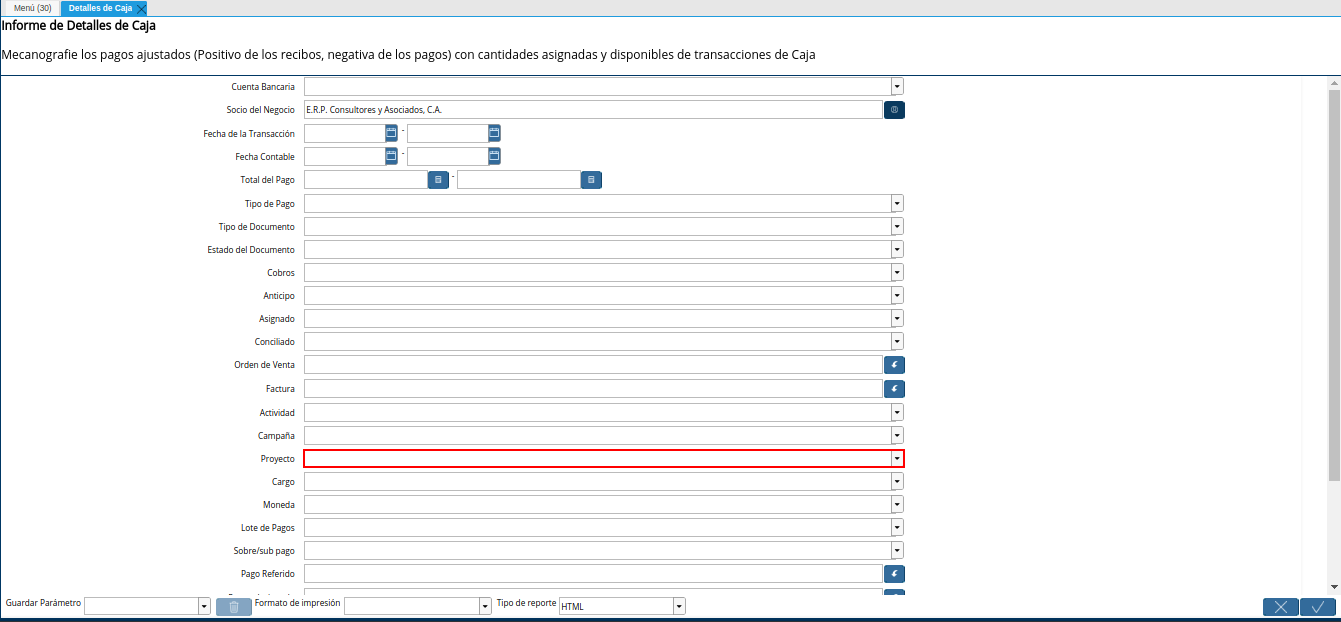 Menú (30)
Detalles de Caja
Informe de Detalles de Caja
Mecanografie los pagos ajustados (Positivo de los recibos, negativa de los pagos) con cantidades asignadas y disponibles de transacciones de Caja
Cuenta Bancaria
Socio del Negocio E.R.P. Consultores y Asociados, C.A.
Fecha de la Transacción -
Fecha Contable -
Total del Pago -
Tipo de Pago
Tipo de Documento
Estado del Documento
Cobros
Anticipo
Asignado
Conciliado
Orden de Venta
Factura
Actividad
Campaña
Proyecto
Cargo
Moneda
Lote de Pagos
Sobre/sub pago
Pago Referido
Guardar Parámetro Formato de impresión Tipo de reporte HTML